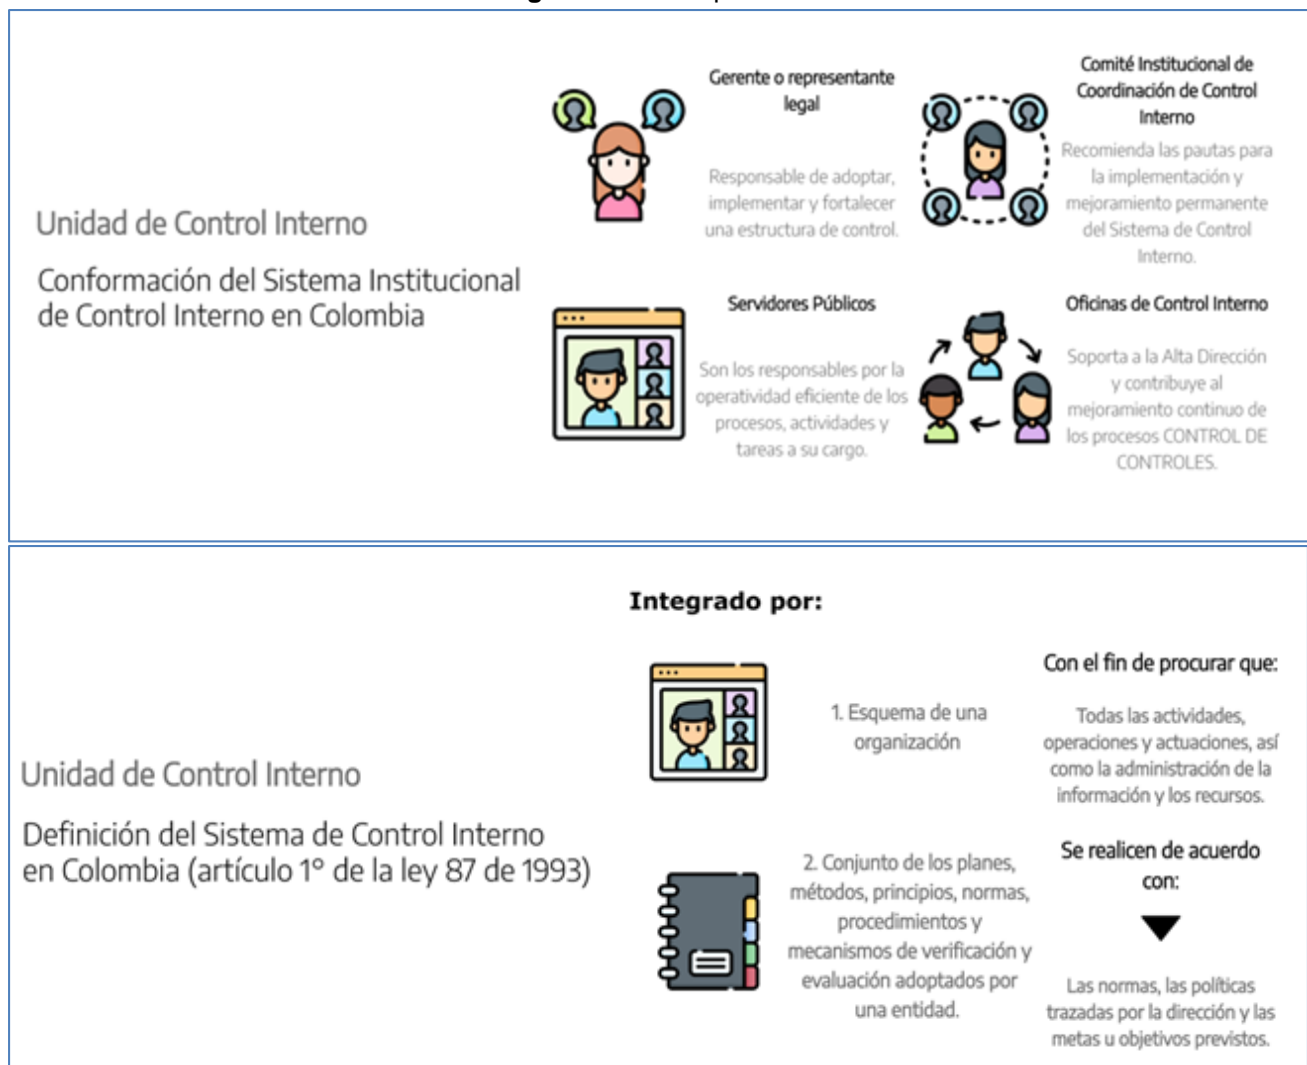 Unidad de Control Interno
Conformación del Sistema Institucional
de Control Interno en Colombia
Gerente o representante
legal
Responsable de adoptar,
implementar y fortalecer
una estructura de control.
Comité Institucional de
Coordinación de Control
Interno
Recomienda las pautas para
la implementación y
mejoramiento permanente
del Sistema de Control
Interno.
Servidores Públicos
Son los responsables por la
operatividad eficiente de los
procesos, actividades y
tareas a su cargo.
Oficinas de Control Interno
Soporta a la Alta Dirección
y contribuye al
mejoramiento continuo de
los procesos CONTROL DE
CONTROLES.
Unidad de Control Interno
Definición del Sistema de Control Interno
en Colombia (artículo 1° de la ley 87 de 1993)
Integrado por:
1. Esquema de una
organización
2. Conjunto de los planes,
métodos, principios, normas,
procedimientos y
mecanismos de verificación y
evaluación adoptados por
una entidad.
Con el fin de procurar que:
Todas las actividades,
operaciones y actuaciones, así
como la administración de la
información y los recursos.
Se realicen de acuerdo
con:
Las normas, las políticas
trazadas por la dirección y las
metas u objetivos previstos.